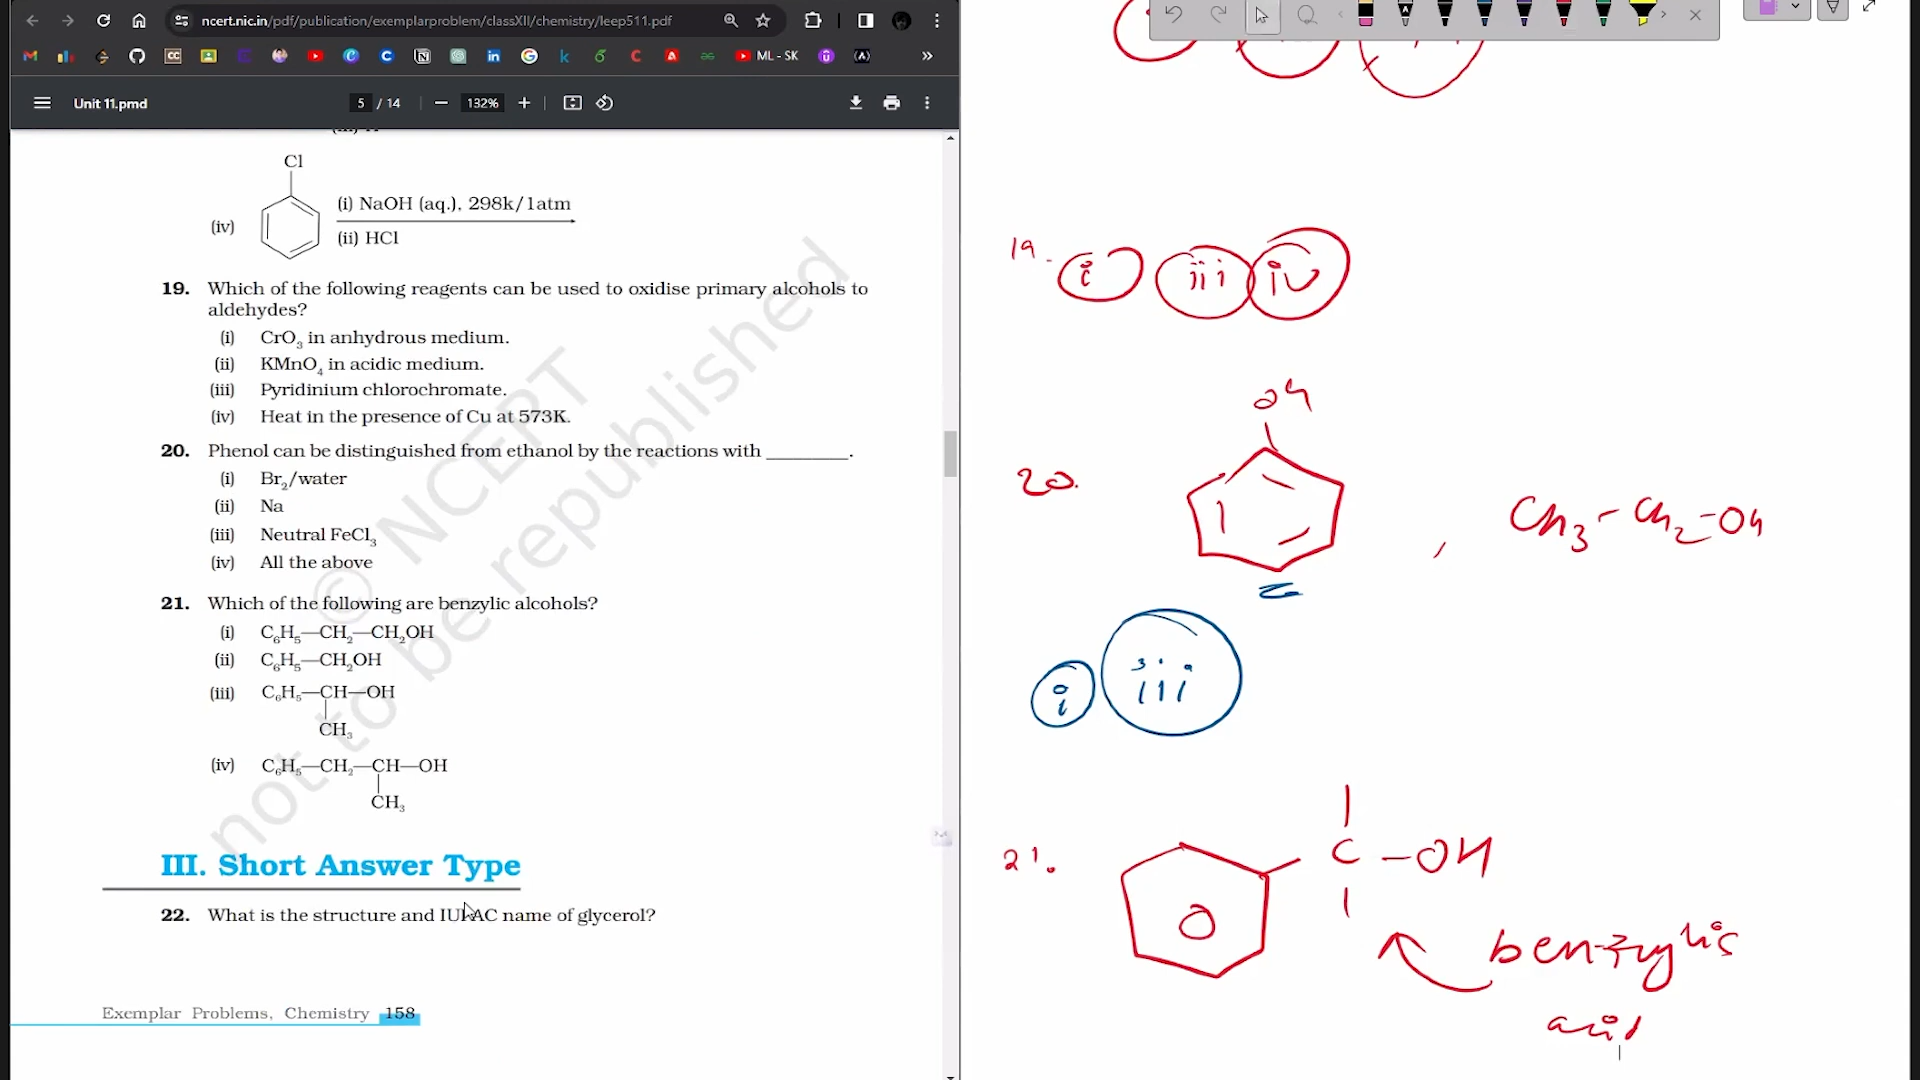 ncert.nic.in/pdf/publication/exemplarproblem/classXII/chemistry/leep511.pdf
ML - SK
Unit 11.pmd
5 / 14
132%
Cl
(iv)
(i) NaOH (aq.), 298k/1atm
(ii) HCl
19. Which of the following reagents can be used to oxidise primary alcohols to
aldehydes?
(i) CrO3 in anhydrous medium.
(ii) KMnO4 in acidic medium.
(iii) Pyridinium chlorochromate.
(iv) Heat in the presence of Cu at 573K.
20. Phenol can be distinguished from ethanol by the reactions with ________.
(i) Br2/water
(ii) Na
(iii) Neutral FeCl3
(iv) All the above
21. Which of the following are benzylic alcohols?
(i) C6H5—CH2—CH2OH
(ii) C6H5—CH2OH
(iii) C6H5—CH—OH
CH3
(iv) C6H5—CH2—CH—OH
CH3
III. Short Answer Type
22. What is the structure and IUPAC name of glycerol?
Exemplar Problems, Chemistry 158
© NCERT
not to be republished
19. i iii iv
OH
20.
, CH3-CH2-OH
i iii
21.
C-OH
benzylic
acid